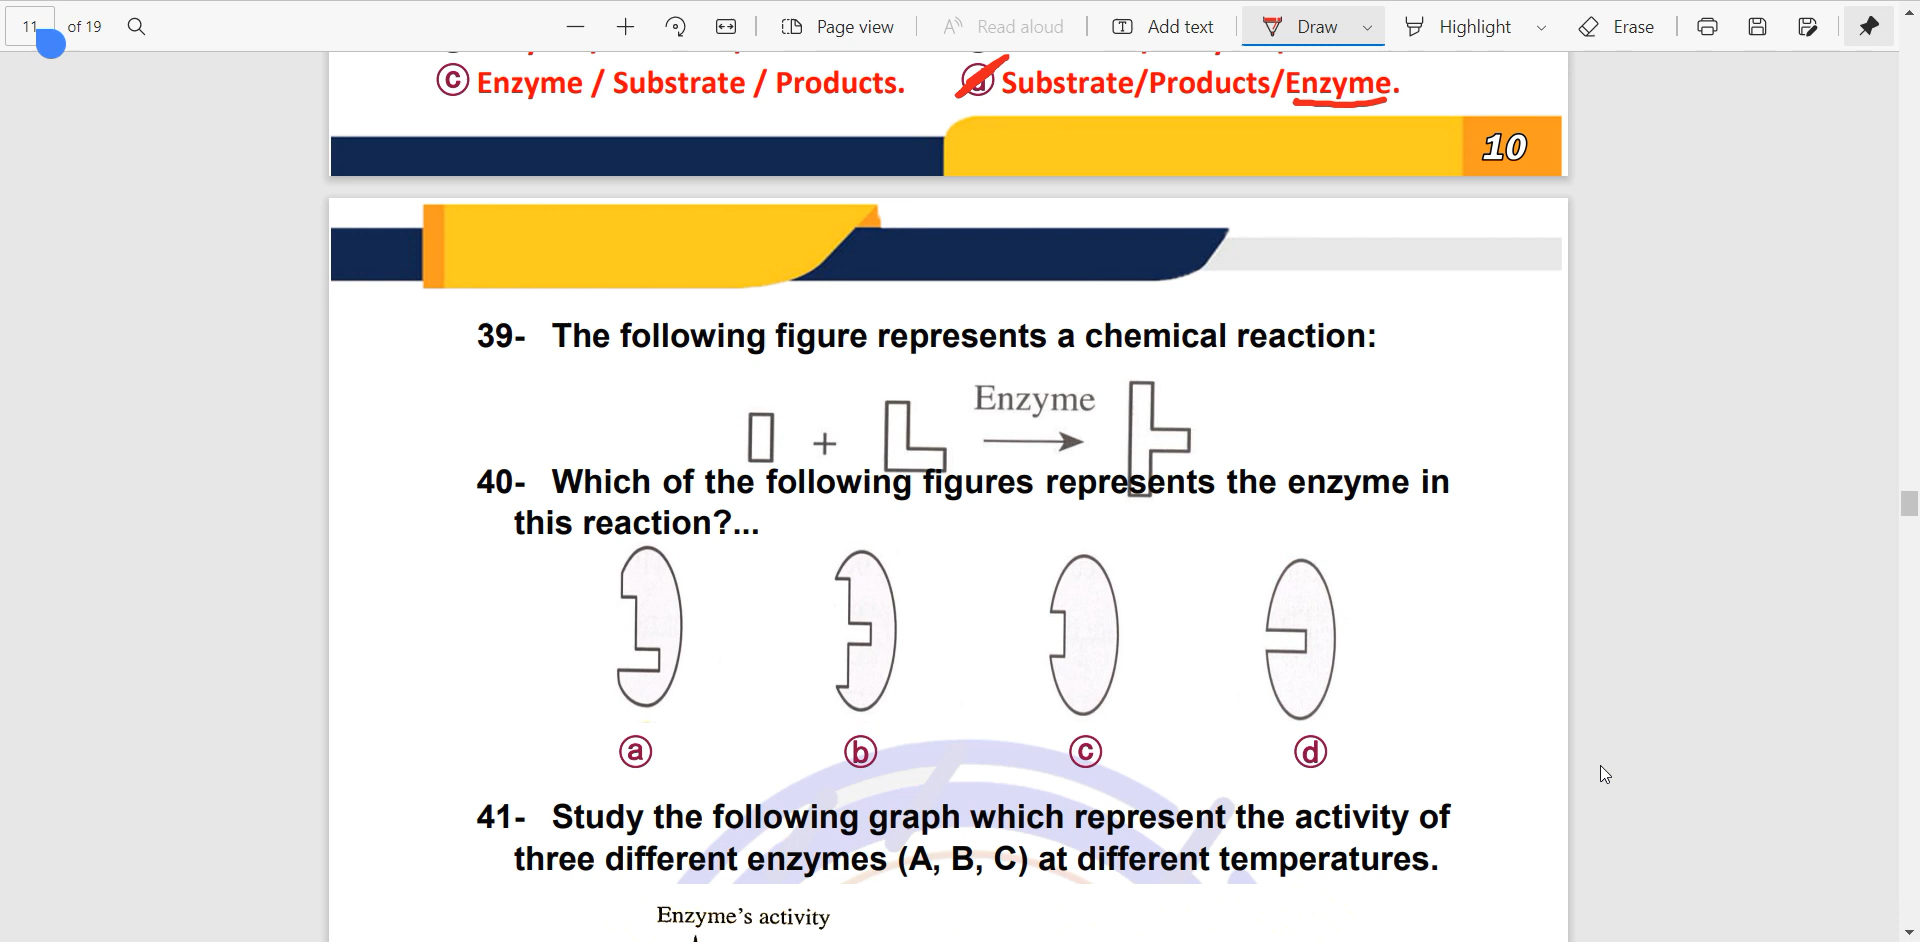 11 of 19 Page view Read aloud Add text Draw Highlight Erase
ⓒ Enzyme / Substrate / Products. ⓓ Substrate/Products/Enzyme.
10
39- The following figure represents a chemical reaction:
Enzyme
+
40- Which of the following figures represents the enzyme in
this reaction?...
ⓐ ⓑ ⓒ ⓓ
41- Study the following graph which represent the activity of
three different enzymes (A, B, C) at different temperatures.
Enzyme's activity